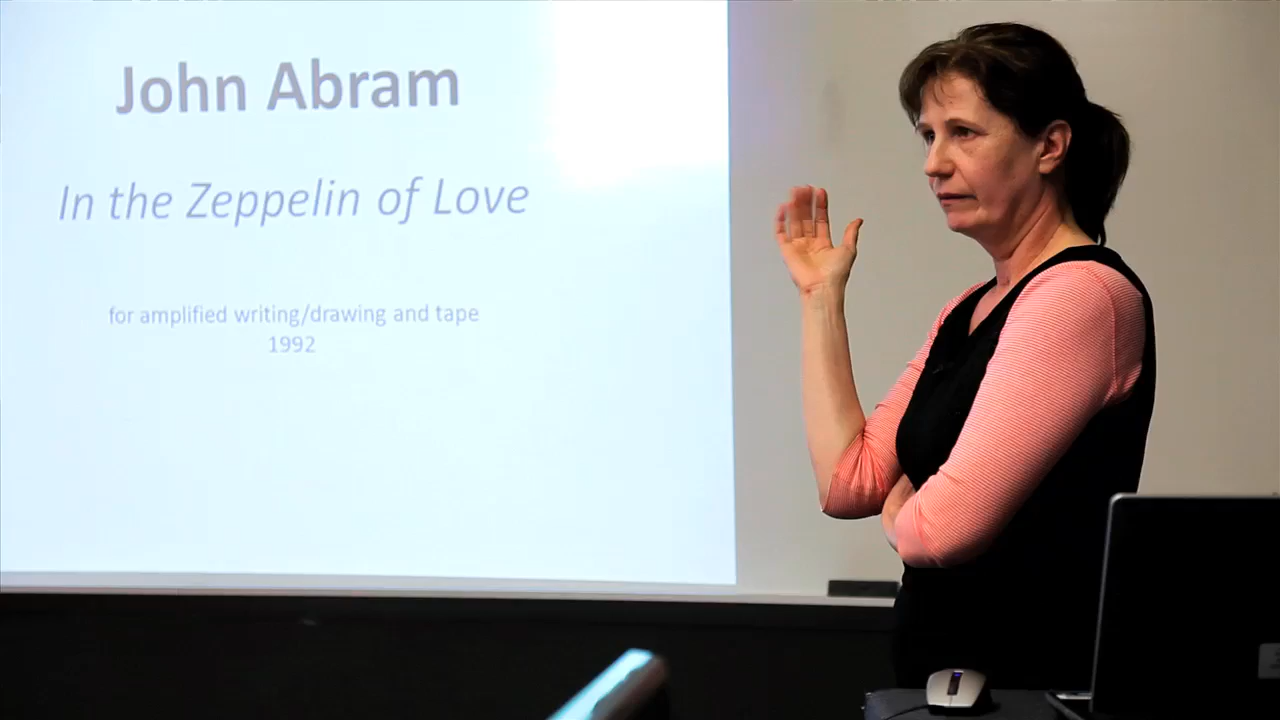 John Abram
In the Zeppelin of Love
for amplified writing/drawing and tape
1992